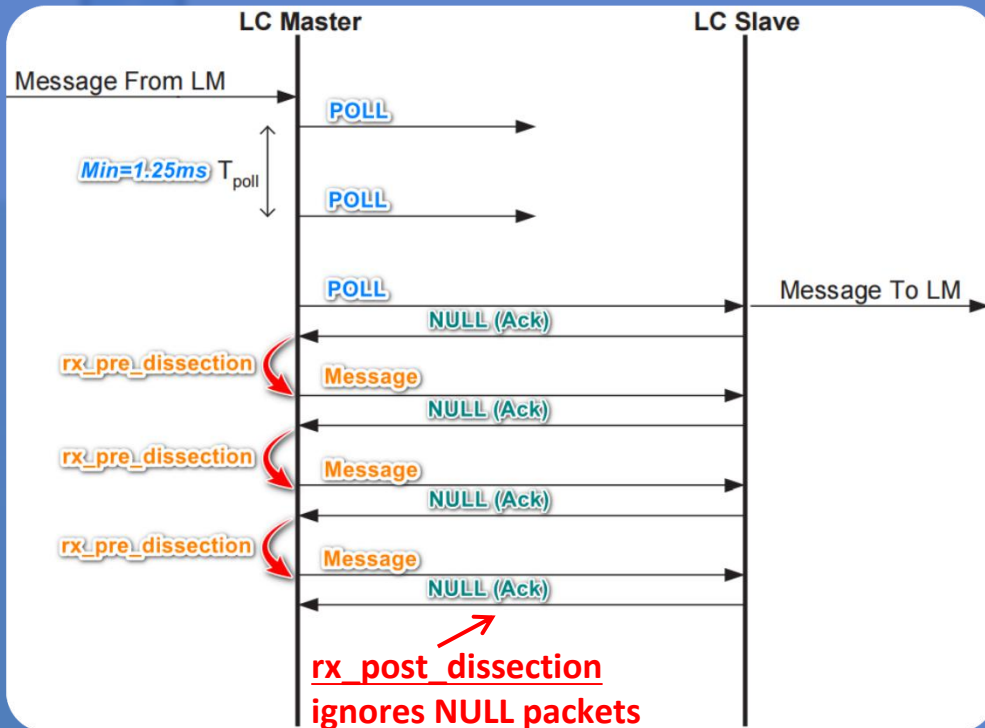 LC Master
LC Slave
Message From LM
POLL
Min=1.25ms Tpoll
POLL
POLL
Message To LM
NULL (Ack)
rx_pre_dissection
Message
NULL (Ack)
rx_pre_dissection
Message
NULL (Ack)
rx_pre_dissection
Message
NULL (Ack)
rx_post_dissection
ignores NULL packets